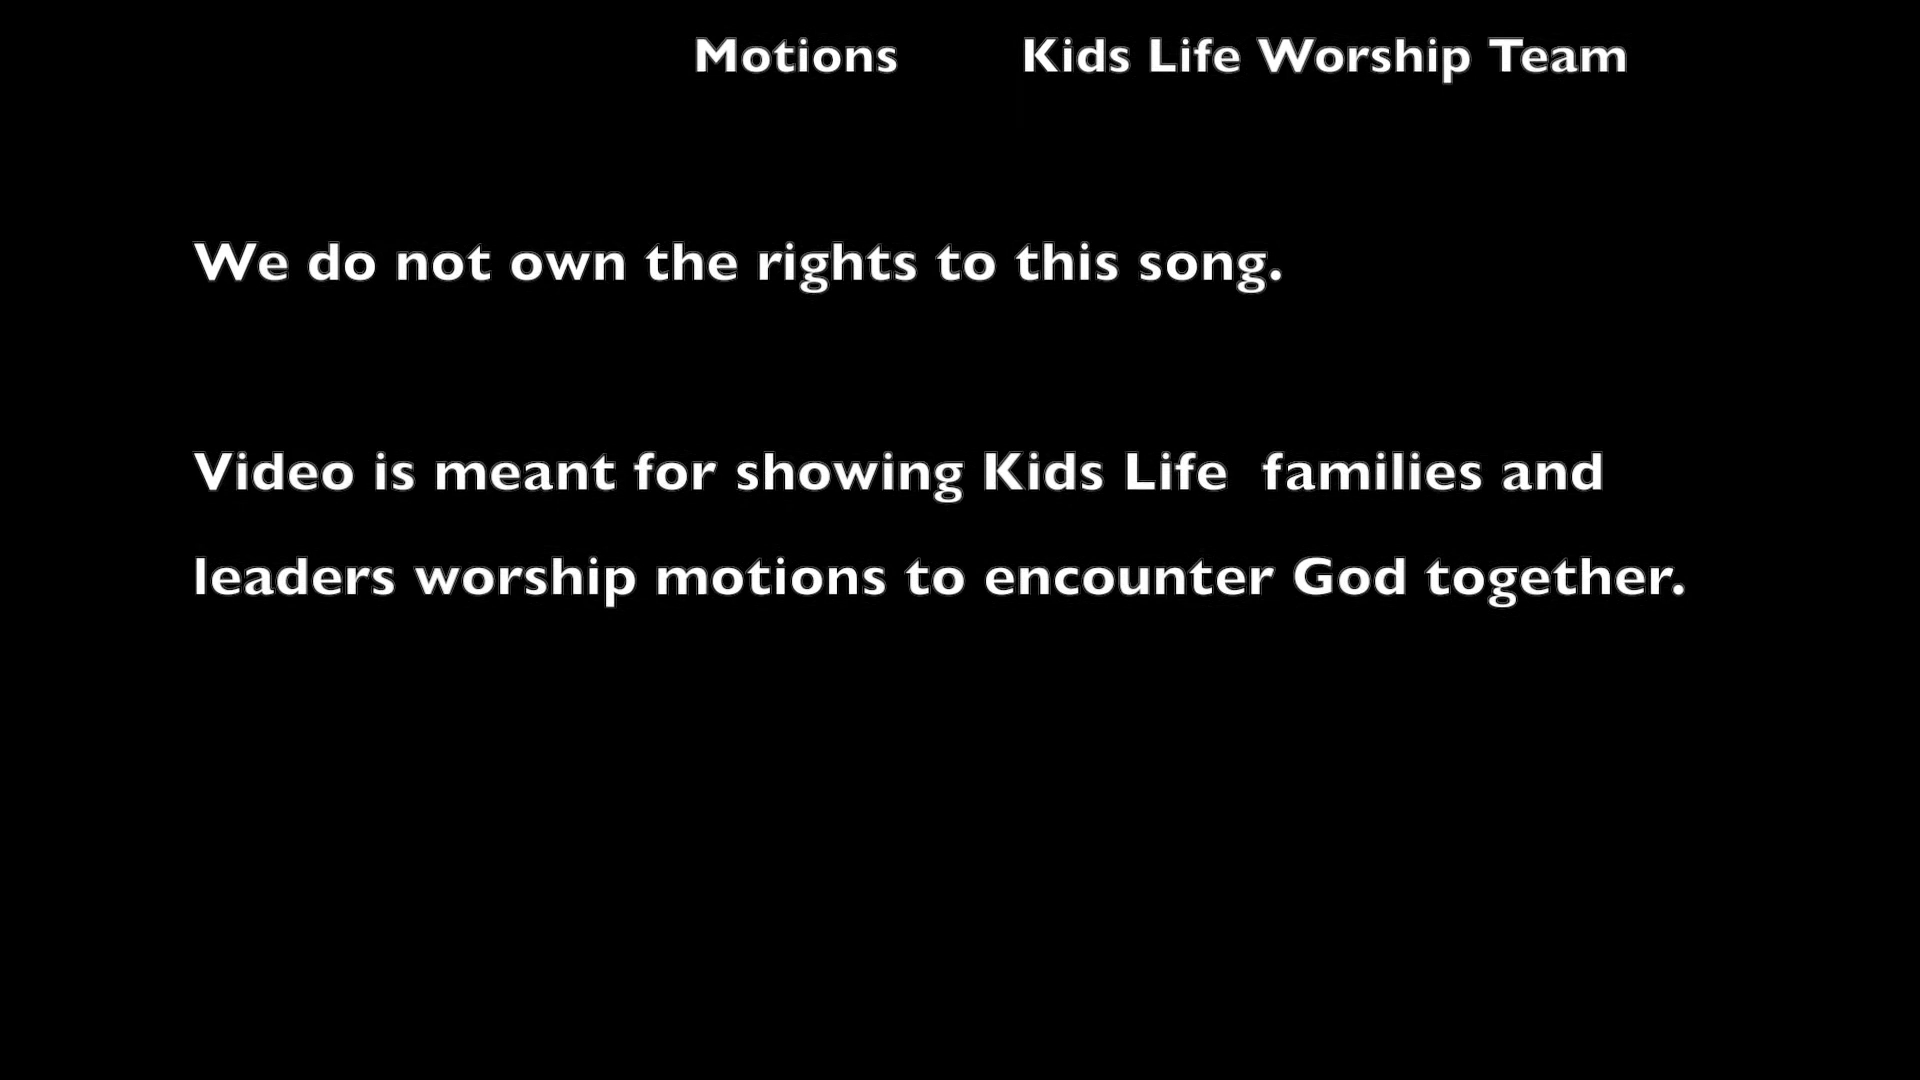 Motions Kids Life Worship Team
We do not own the rights to this song.
Video is meant for showing Kids Life families and
leaders worship motions to encounter God together.